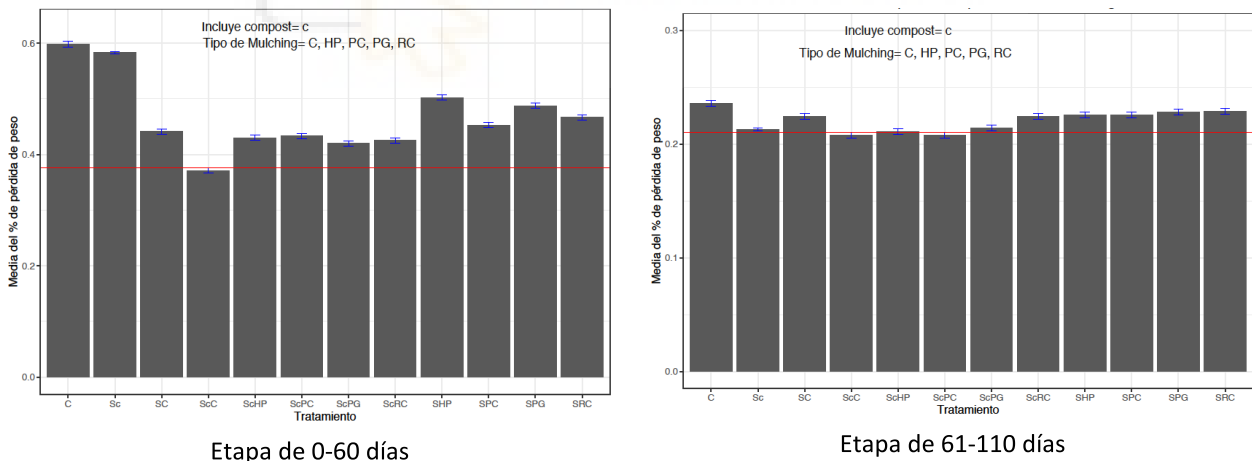 Incluye compost= c
Tipo de Mulching= C, HP, PC, PG, RC
Media del % de pérdida de peso
0.6
0.4
0.2
0.0
C Sc SC ScC ScHP ScPC ScPG ScRC SHP SPC SPG SRC
Tratamiento
Etapa de 0-60 días
Incluye compost= c
Tipo de Mulching= C, HP, PC, PG, RC
Media del % de pérdida de peso
0.3
0.2
0.1
0.0
C Sc SC ScC ScHP ScPC ScPG ScRC SHP SPC SPG SRC
Tratamiento
Etapa de 61-110 días